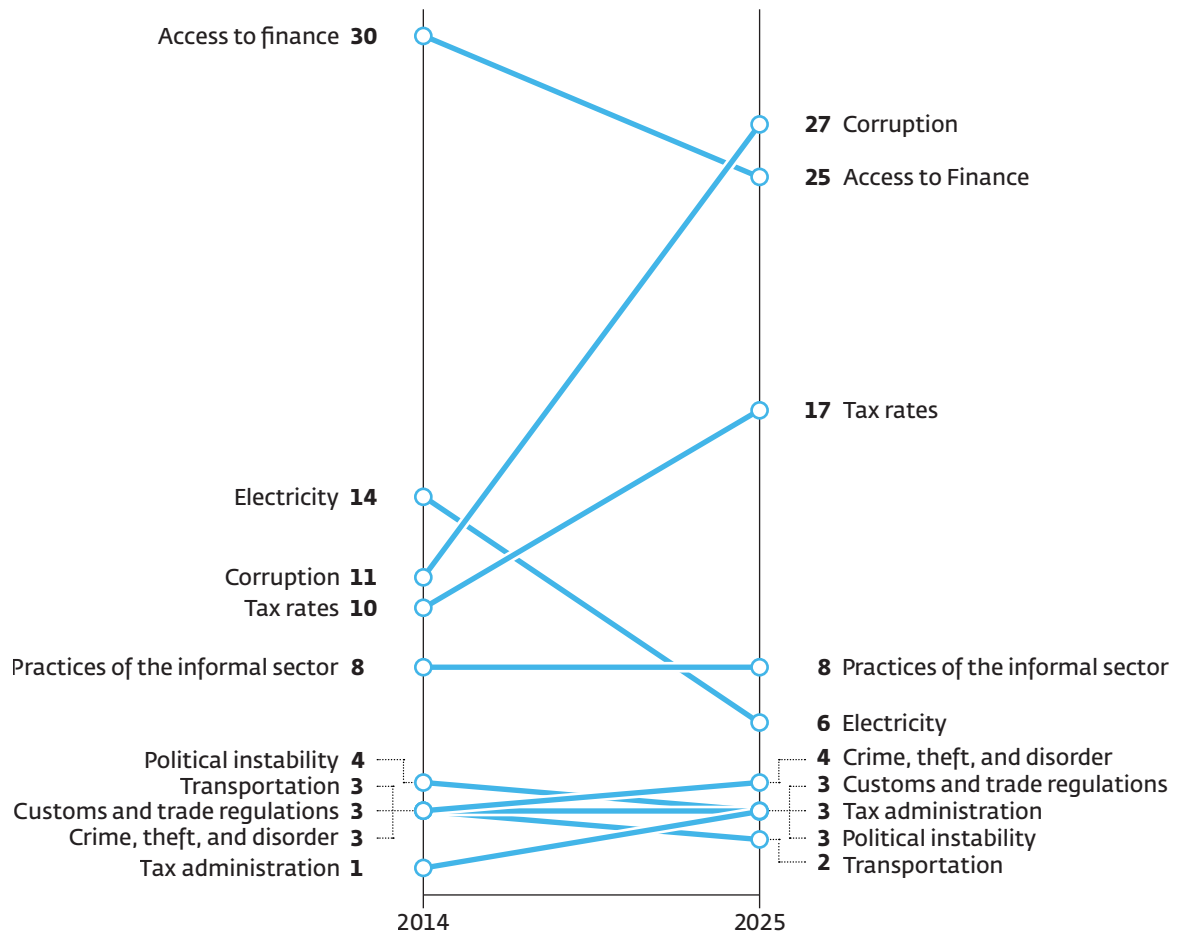 Access to finance 30
27 Corruption
25 Access to Finance
17 Tax rates
Electricity 14
Corruption 11
Tax rates 10
Practices of the informal sector 8
8 Practices of the informal sector
6 Electricity
Political instability 4
Transportation 3
Customs and trade regulations 3
Crime, theft, and disorder 3
Tax administration 1
4 Crime, theft, and disorder
3 Customs and trade regulations
3 Tax administration
3 Political instability
2 Transportation
2014
2025